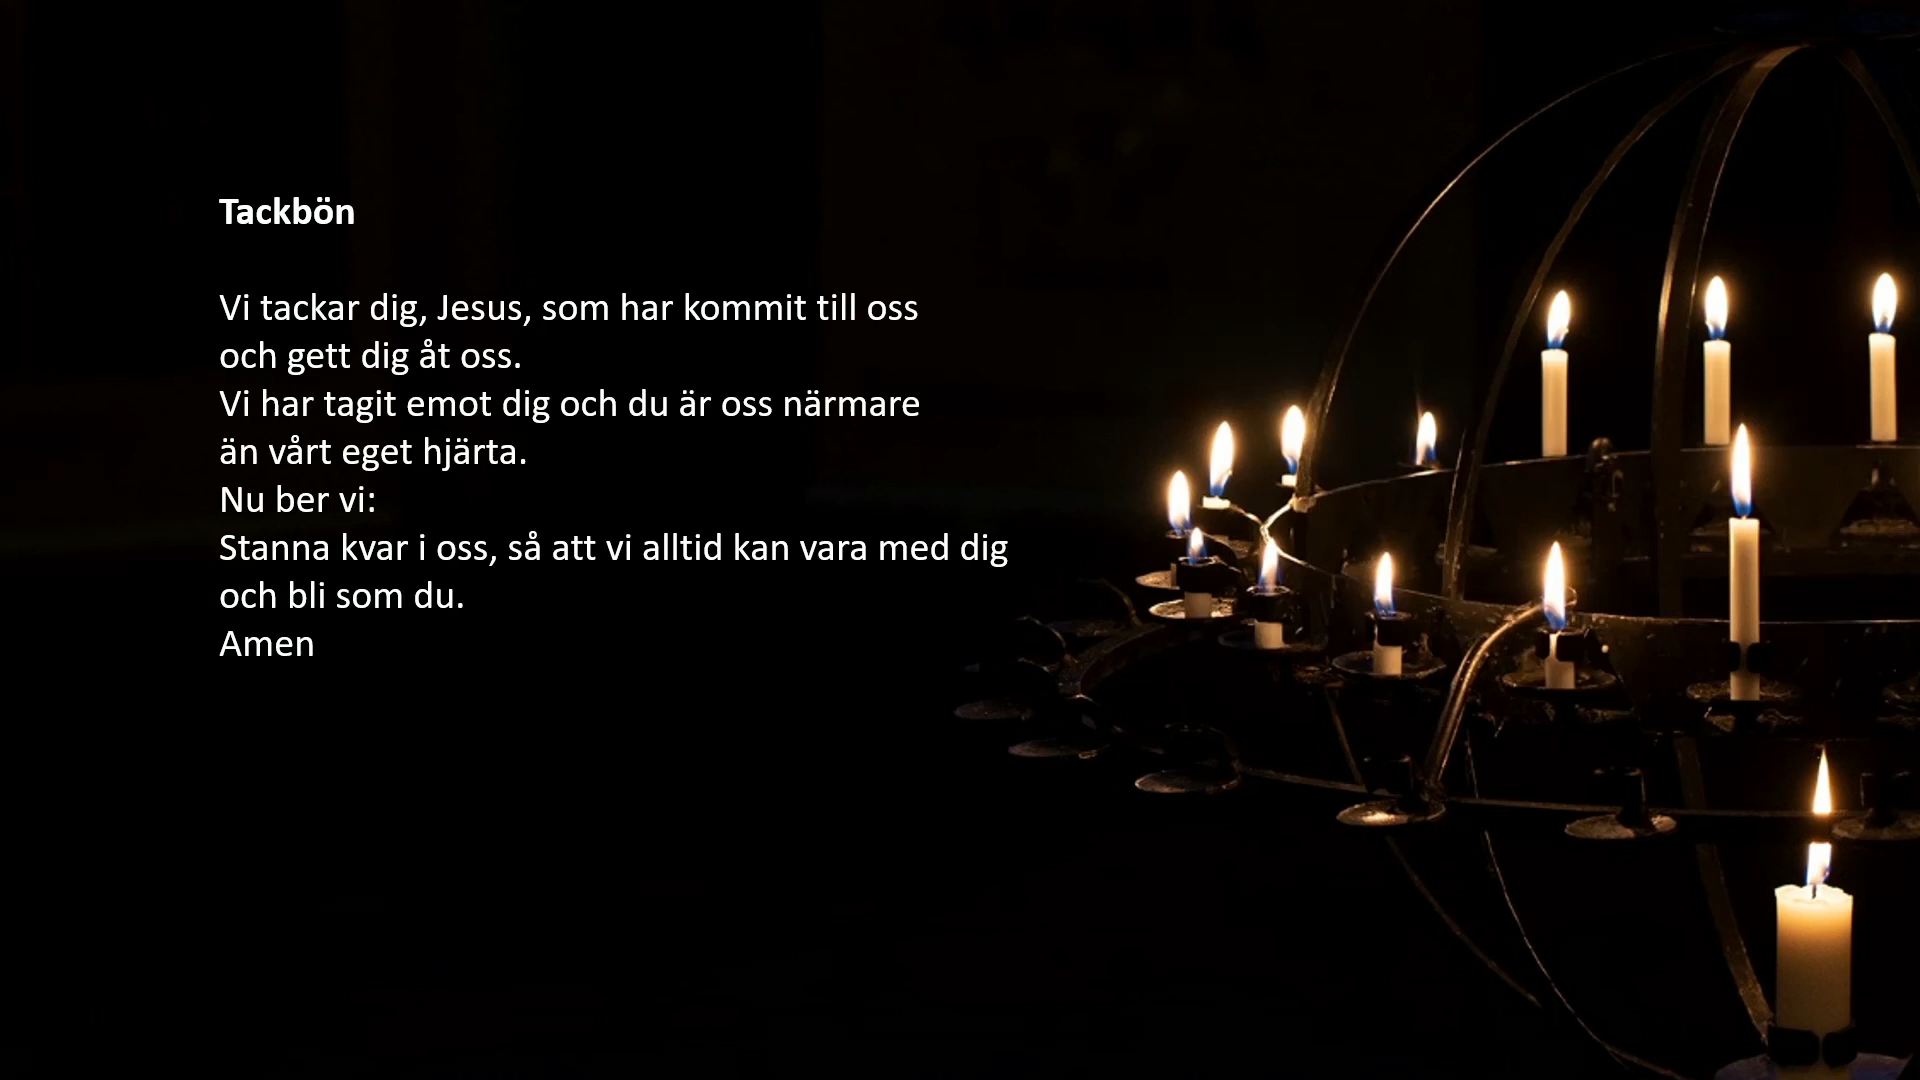 Tackbön
Vi tackar dig, Jesus, som har kommit till oss
och gett dig åt oss.
Vi har tagit emot dig och du är oss närmare
än vårt eget hjärta.
Nu ber vi:
Stanna kvar i oss, så att vi alltid kan vara med dig
och bli som du.
Amen